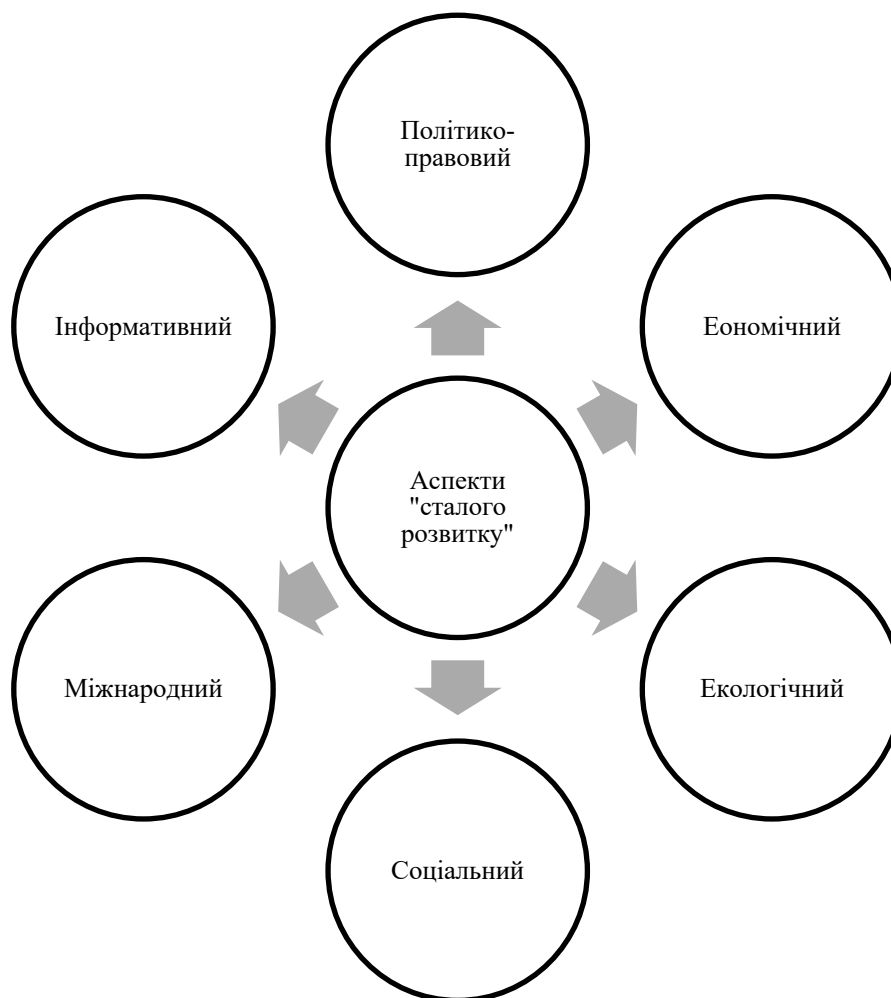 Політико-
правовий
Інформативний
Еономічний
Аспекти
"сталого
розвитку"
Міжнародний
Екологічний
Соціальний